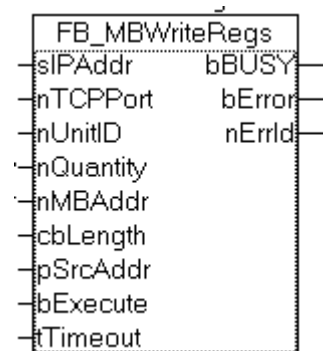 FB_MBWriteRegs
sIPAddr bBUSY
nTCPPort bError
nUnitID nErrId
nQuantity
nMBAddr
cbLength
pSrcAddr
bExecute
tTimeout